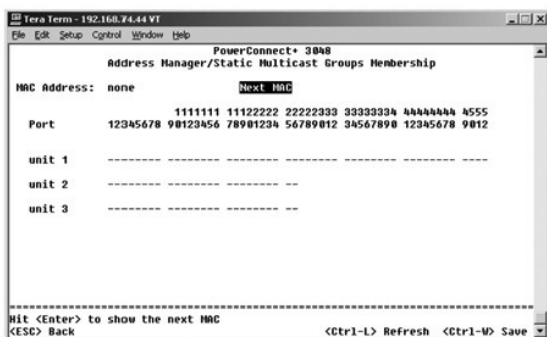 Tera Term - 192.168.74.44 VT
File Edit Setup Control Window Help
PowerConnect+ 3048
Address Manager/Static Multicast Groups Membership
MAC Address: none Next MAC
1111111 11122222 22222333 33333334 44444444 4555
Port 12345678 90123456 78901234 56789012 34567890 12345678 9012
unit 1 -------- -------- -------- -------- -------- -------- ----
unit 2 -------- -------- -------- --
unit 3 -------- -------- -------- --
Hit <Enter> to show the next MAC
<ESC> Back <Ctrl-L> Refresh <Ctrl-W> Save